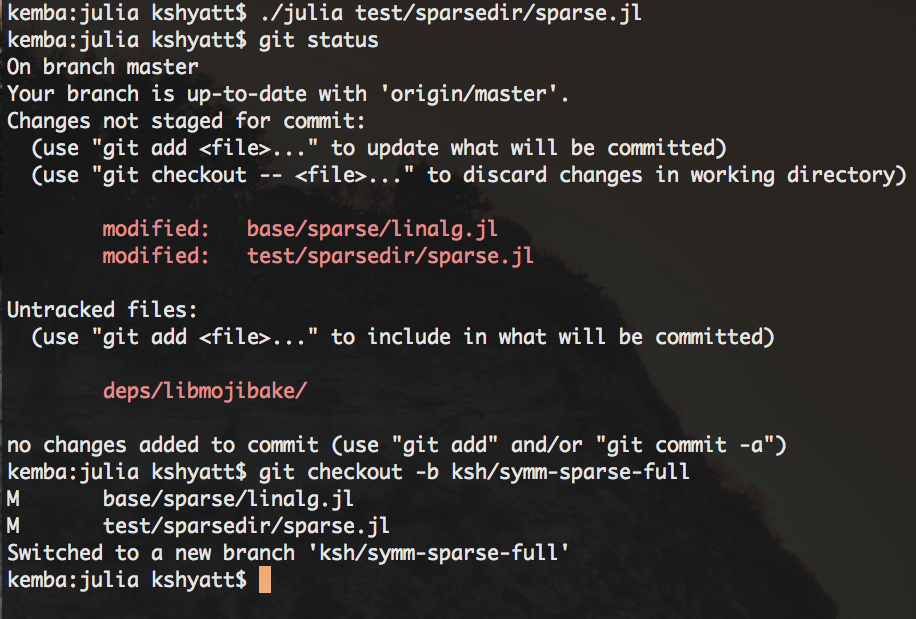 kemba:julia kshyatt$ ./julia test/sparsedir/sparse.jl
kemba:julia kshyatt$ git status
On branch master
Your branch is up-to-date with 'origin/master'.
Changes not staged for commit:
  (use "git add <file>..." to update what will be committed)
  (use "git checkout -- <file>..." to discard changes in working directory)
        modified:   base/sparse/linalg.jl
        modified:   test/sparsedir/sparse.jl
Untracked files:
  (use "git add <file>..." to include in what will be committed)
        deps/libmojibake/
no changes added to commit (use "git add" and/or "git commit -a")
kemba:julia kshyatt$ git checkout -b ksh/symm-sparse-full
M       base/sparse/linalg.jl
M       test/sparsedir/sparse.jl
Switched to a new branch 'ksh/symm-sparse-full'
kemba:julia kshyatt$